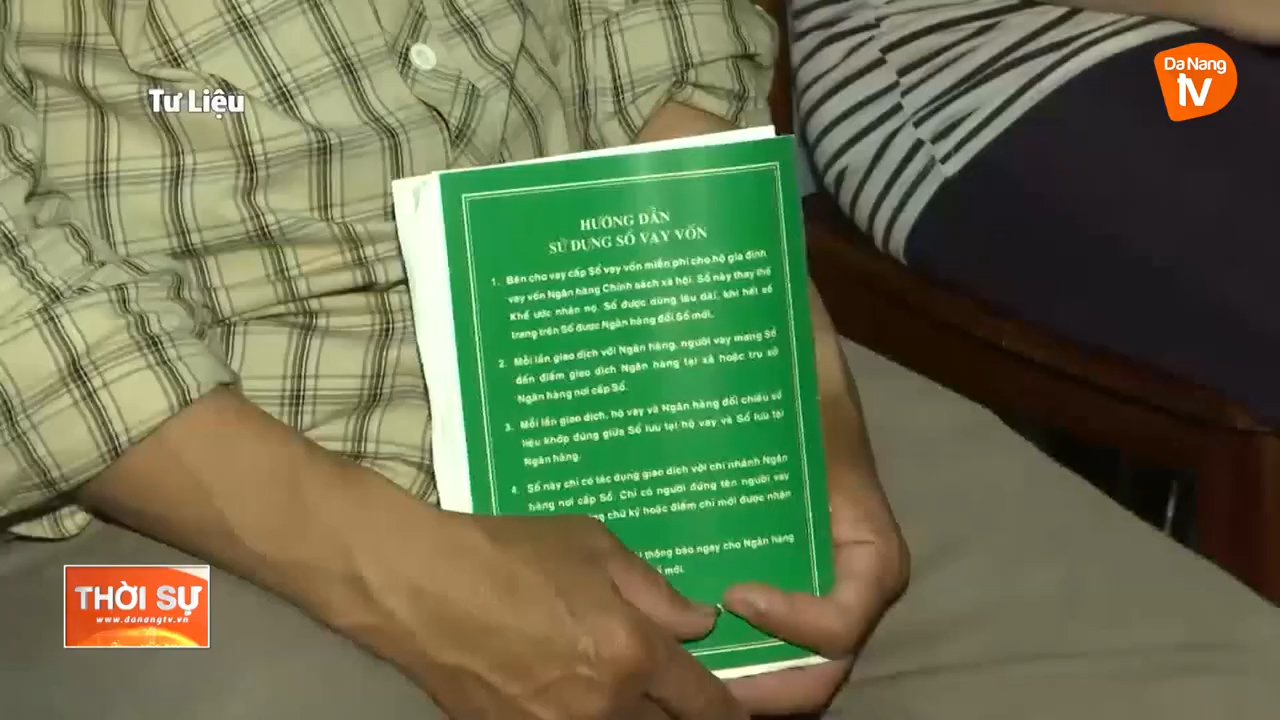 Da Nang
tv
Tư Liệu
HƯỚNG DẪN
SỬ DỤNG SỔ VAY VỐN
1. Bên cho vay cấp Sổ vay vốn miễn phí cho hộ gia đình
vay vốn Ngân hàng Chính sách xã hội. Sổ này thay thế
Khế ước nhận nợ. Sổ được dùng lâu dài, khi hết số
trang trên Sổ được Ngân hàng đổi Sổ mới.
2. Mỗi lần giao dịch với Ngân hàng, người vay mang Sổ
đến điểm giao dịch Ngân hàng tại xã hoặc trụ sở
Ngân hàng nơi cấp Sổ.
3. Mỗi lần giao dịch, hộ vay và Ngân hàng đối chiếu số
liệu khớp đúng giữa Sổ lưu tại hộ vay và Sổ lưu tại
Ngân hàng.
4. Sổ này chỉ có tác dụng giao dịch với chi nhánh Ngân
hàng nơi cấp Sổ. Chỉ có người đứng tên người vay
chữ ký hoặc điểm chỉ mới được nhận
thông báo ngay cho Ngân hàng
mới.
THỜI SỰ
www.danangtv.vn